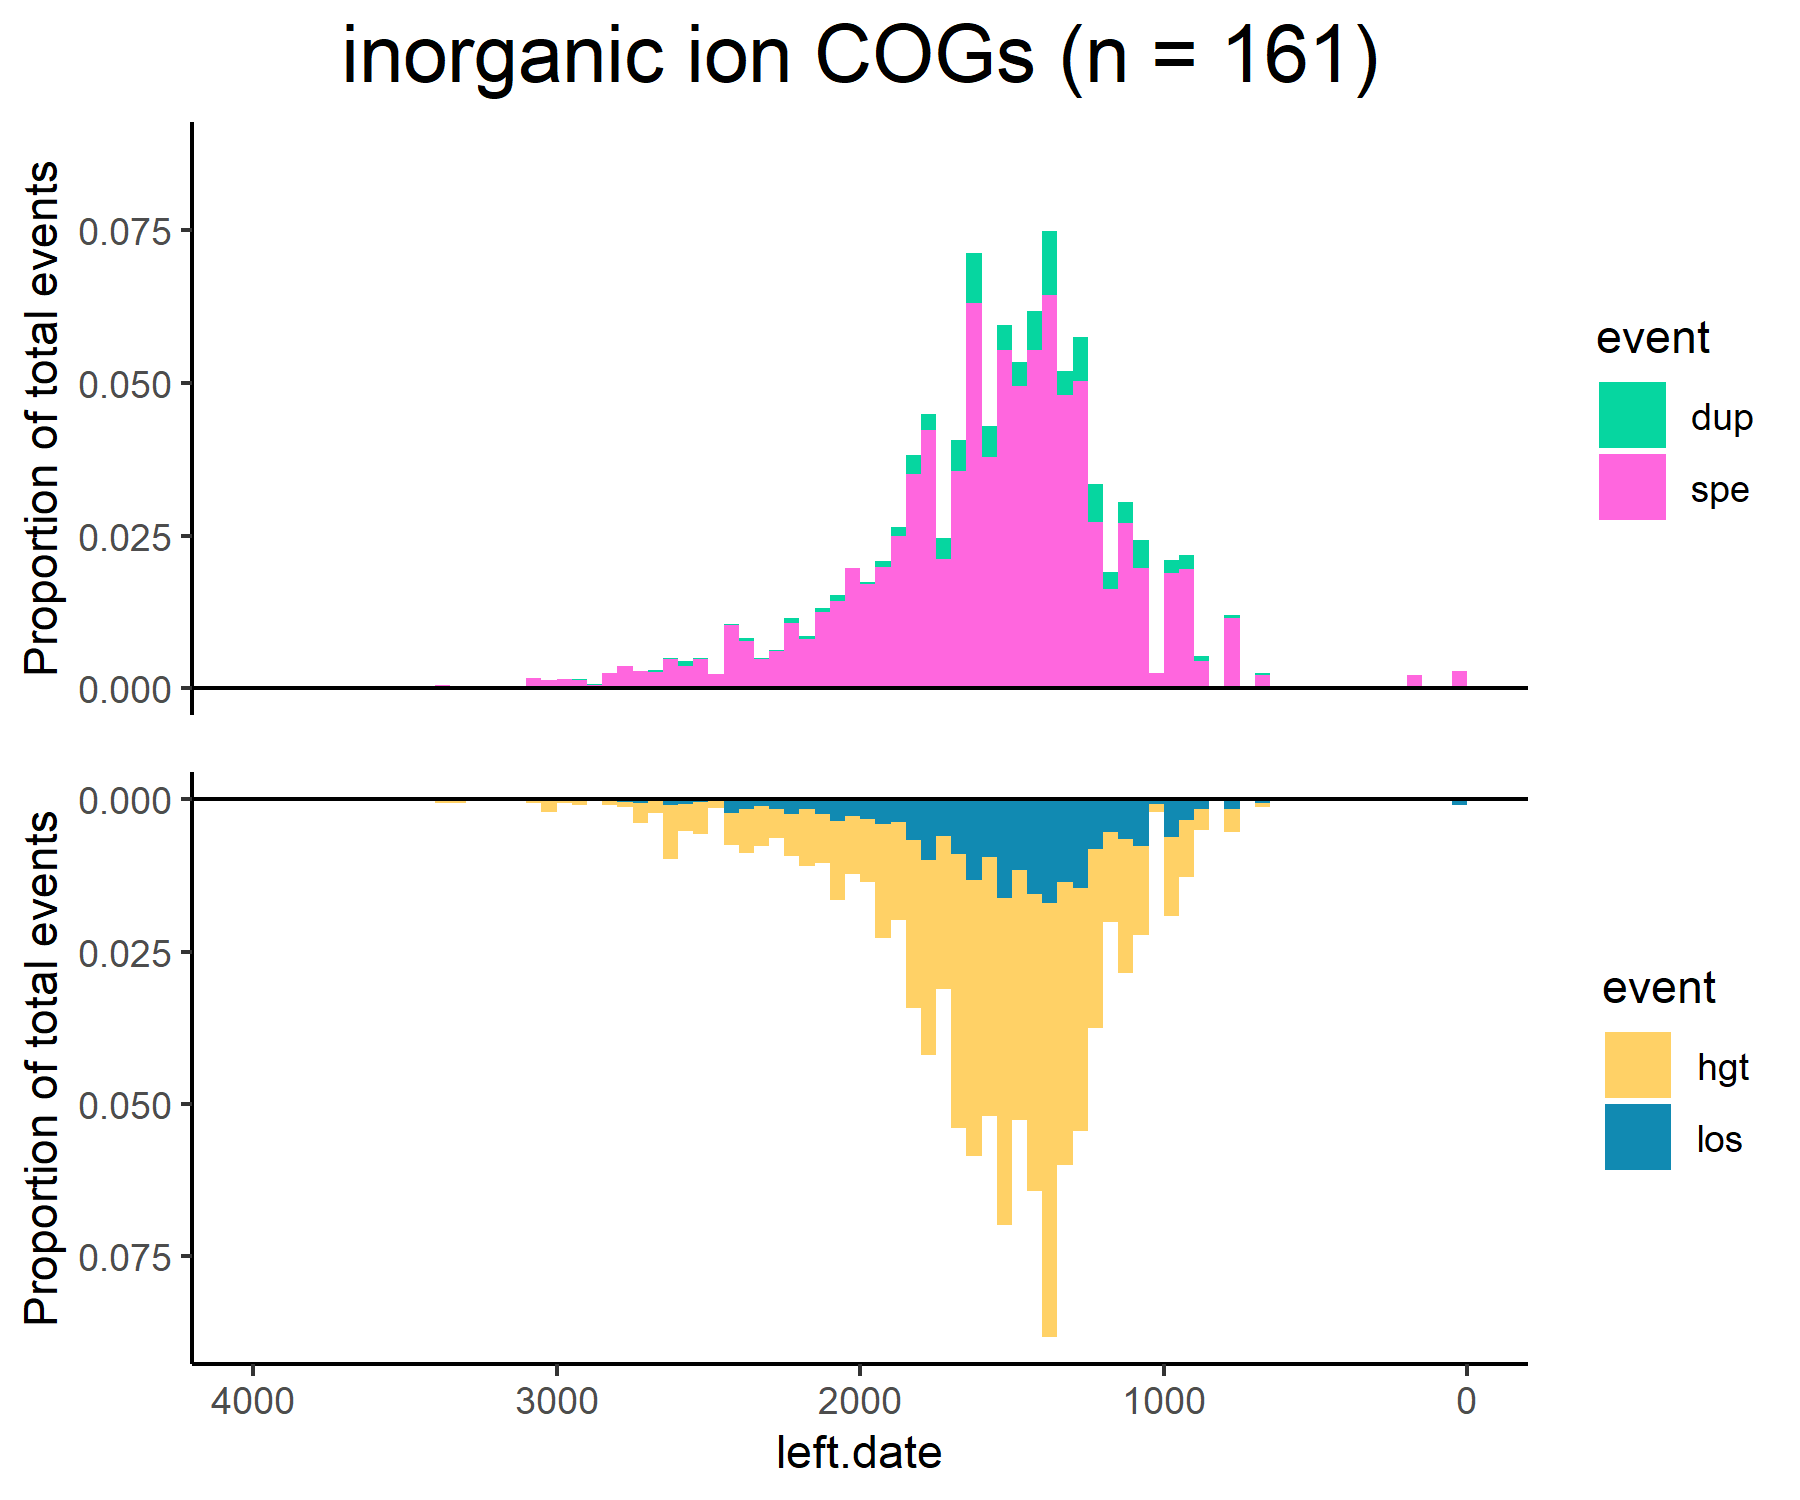 inorganic ion COGs (n = 161)
Proportion of total events
0.075
0.050
0.025
0.000
event
dup
spe
Proportion of total events
0.000
0.025
0.050
0.075
event
hgt
los
4000 3000 2000 1000 0
left.date